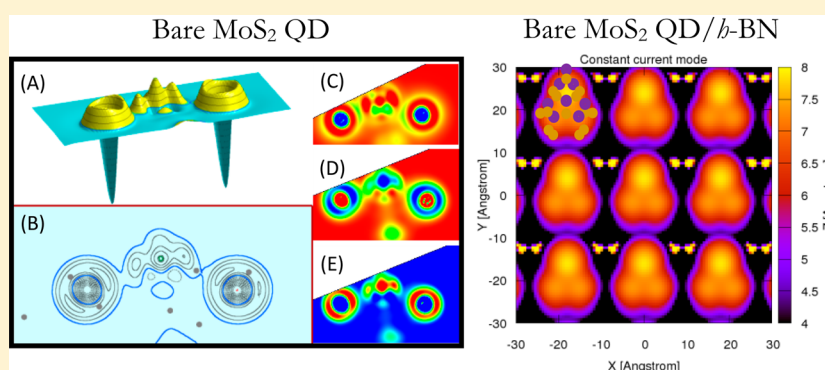 Bare MoS₂ QD
Bare MoS₂ QD/h-BN
(A)
(B)
(C)
(D)
(E)
Constant current mode
30
20
10
0
-10
-20
-30
Y [Angstrom]
-30
-20
-10
0
10
20
30
X [Angstrom]
8
7.5
7
6.5
6
5.5
5
4.5
4